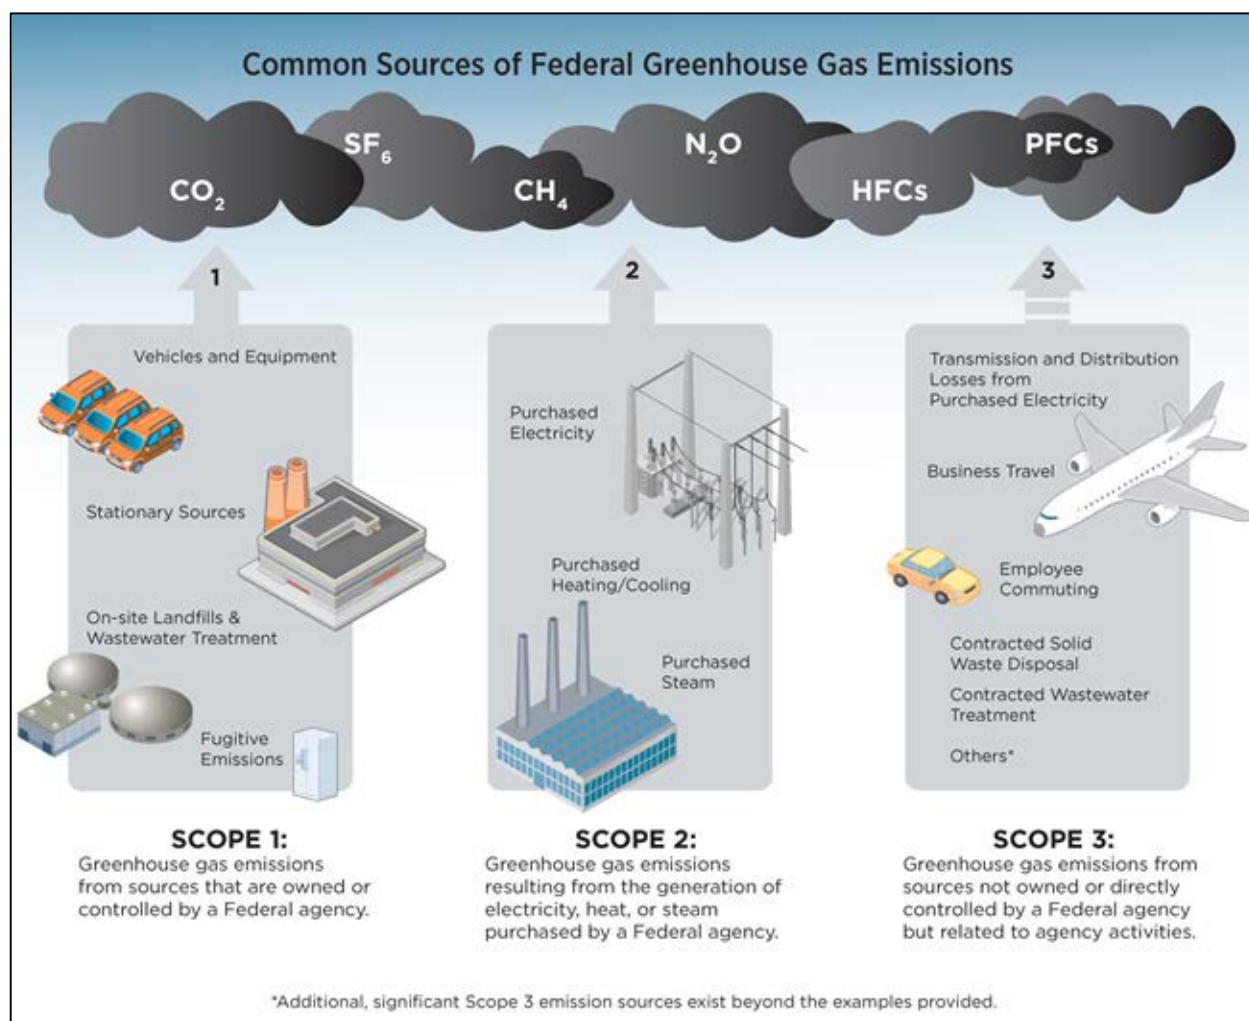 Common Sources of Federal Greenhouse Gas Emissions
CO₂
SF₆
CH₄
N₂O
HFCs
PFCs
1
Vehicles and Equipment
Stationary Sources
On-site Landfills &
Wastewater Treatment
Fugitive
Emissions
SCOPE 1:
Greenhouse gas emissions
from sources that are owned or
controlled by a Federal agency.
2
Purchased
Electricity
Purchased
Heating/Cooling
Purchased
Steam
SCOPE 2:
Greenhouse gas emissions
resulting from the generation of
electricity, heat, or steam
purchased by a Federal agency.
3
Transmission and Distribution
Losses from
Purchased Electricity
Business Travel
Employee
Commuting
Contracted Solid
Waste Disposal
Contracted Wastewater
Treatment
Others*
SCOPE 3:
Greenhouse gas emissions from
sources not owned or directly
controlled by a Federal agency
but related to agency activities.
*Additional, significant Scope 3 emission sources exist beyond the examples provided.